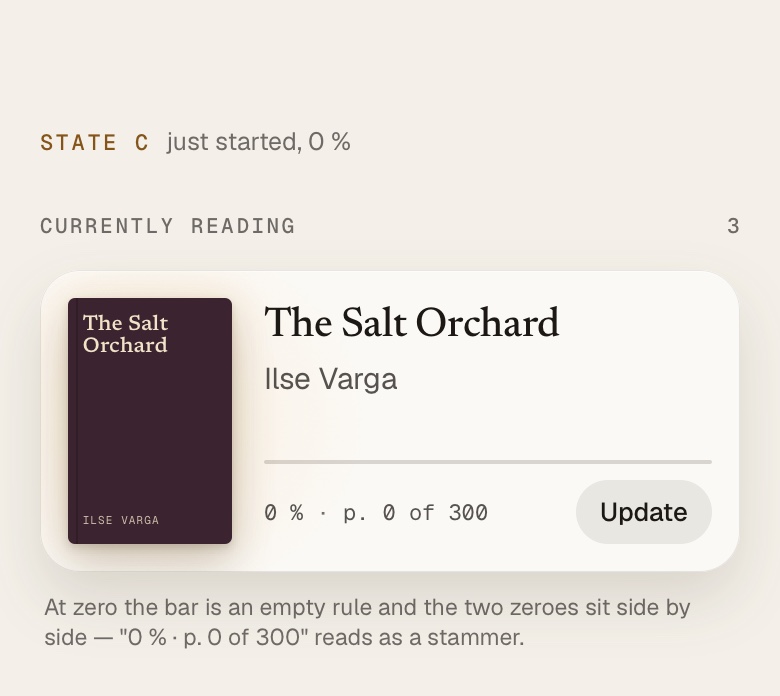 STATE C just started, 0 %
CURRENTLY READING 3
The Salt
Orchard
ILSE VARGA
The Salt Orchard
Ilse Varga
0 % · p. 0 of 300
Update
At zero the bar is an empty rule and the two zeroes sit side by
side — "0 % · p. 0 of 300" reads as a stammer.